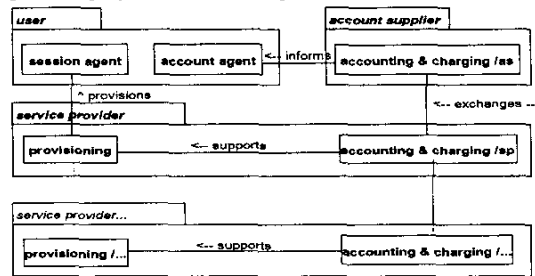 user
account supplier
session agent
account agent
<-- informs
accounting & charging /as
^ provisions
<-- exchanges --
service provider
provisioning
<-- supports
accounting & charging /sp
service provider...
provisioning /...
<-- supports
accounting & charging /...